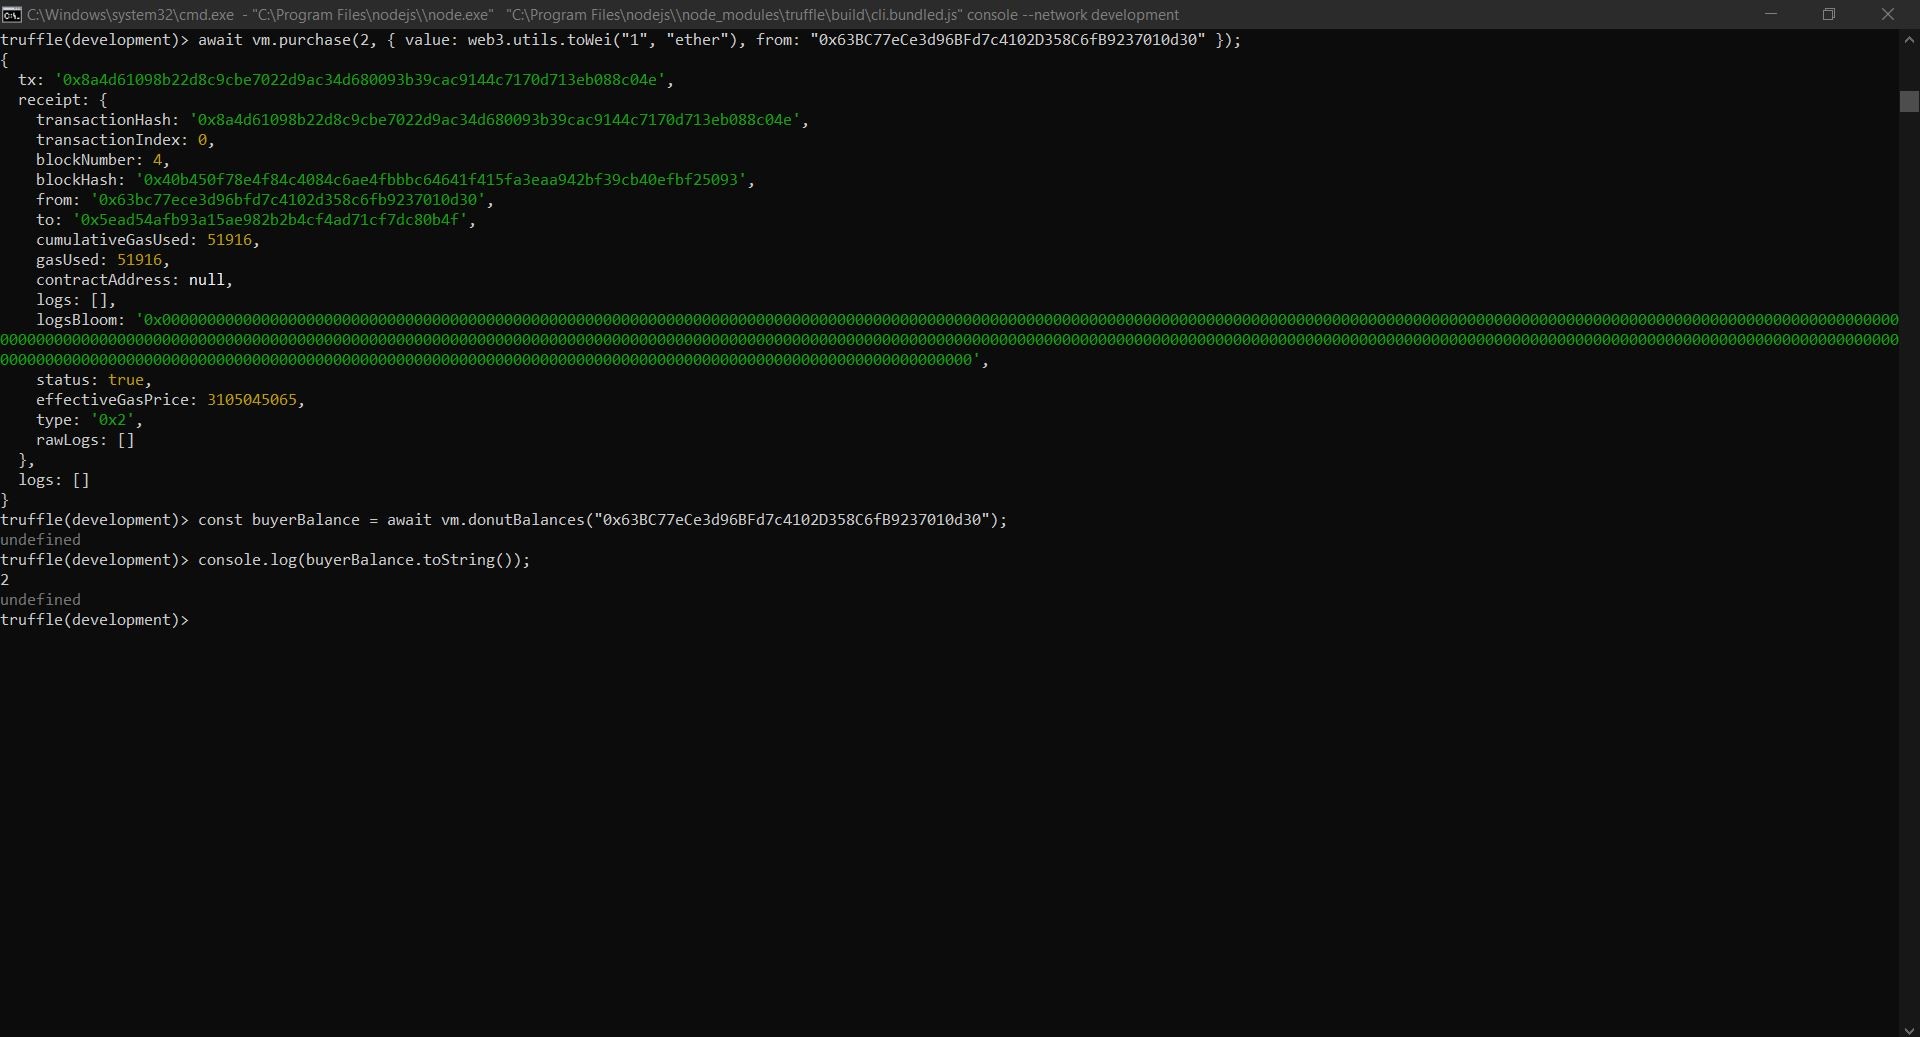 C:\Windows\system32\cmd.exe - "C:\Program Files\nodejs\\node.exe" "C:\Program Files\nodejs\\node_modules\truffle\build\cli.bundled.js" console --network development
truffle(development)> await vm.purchase(2, { value: web3.utils.toWei("1", "ether"), from: "0x63BC77eCe3d96BFd7c4102D358C6fB9237010d30" });
{
  tx: '0x8a4d61098b22d8c9cbe7022d9ac34d680093b39cac9144c7170d713eb088c04e',
  receipt: {
    transactionHash: '0x8a4d61098b22d8c9cbe7022d9ac34d680093b39cac9144c7170d713eb088c04e',
    transactionIndex: 0,
    blockNumber: 4,
    blockHash: '0x40b450f78e4f84c4084c6ae4fbbbc64641f415fa3eaa942bf39cb40efbf25093',
    from: '0x63bc77ece3d96bfd7c4102d358c6fb9237010d30',
    to: '0x5ead54afb93a15ae982b2b4cf4ad71cf7dc80b4f',
    cumulativeGasUsed: 51916,
    gasUsed: 51916,
    contractAddress: null,
    logs: [],
    logsBloom:
    status: true,
    effectiveGasPrice: 3105045065,
    type: '0x2',
    rawLogs: []
  },
  logs: []
}
truffle(development)> const buyerBalance = await vm.donutBalances("0x63BC77eCe3d96BFd7c4102D358C6fB9237010d30");
undefined
truffle(development)> console.log(buyerBalance.toString());
2
undefined
truffle(development)>